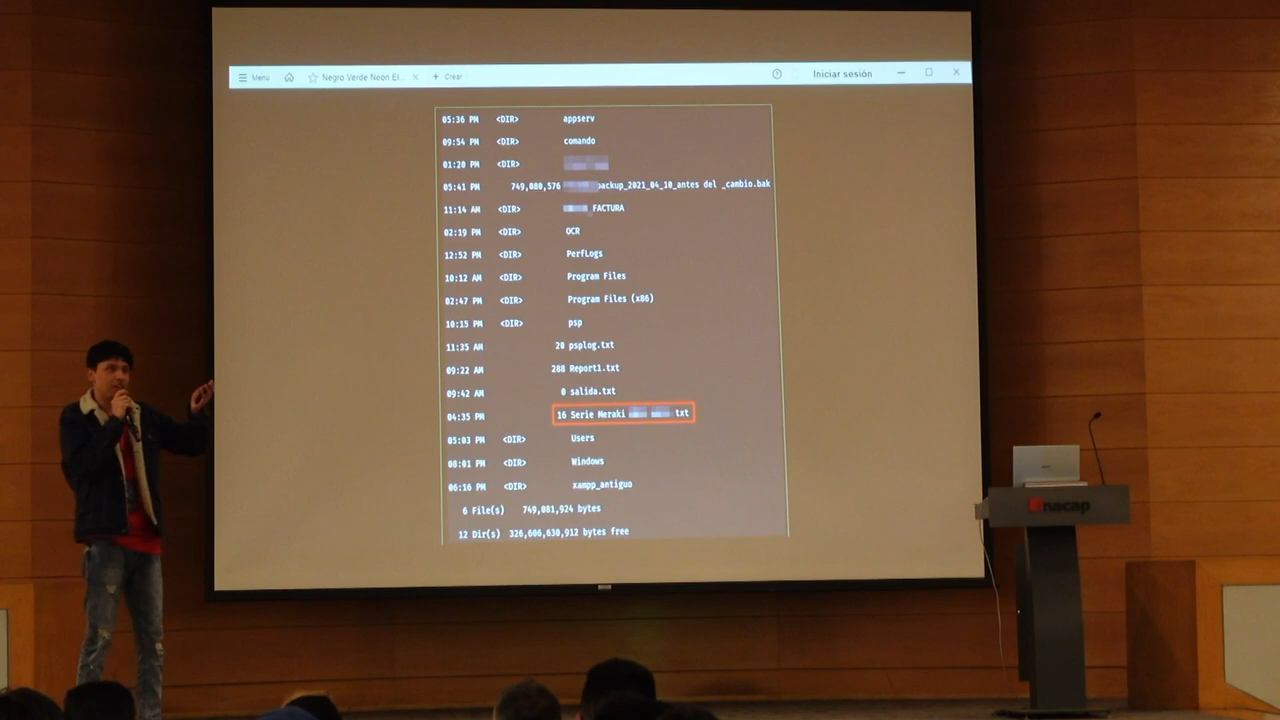 Menu Negro Verde Neón El... × + Crear Iniciar sesión
05:36 PM <DIR> appserv
09:54 PM <DIR> comando
01:20 PM <DIR>
05:41 PM 749,080,576 backup_2021_04_10_antes del _cambio.bak
11:14 AM <DIR> _FACTURA
02:19 PM <DIR> OCR
12:52 PM <DIR> PerfLogs
10:12 AM <DIR> Program Files
02:47 PM <DIR> Program Files (x86)
10:15 PM <DIR> psp
11:35 AM 20 psplog.txt
09:22 AM 288 Report1.txt
09:42 AM 0 salida.txt
04:35 PM 16 Serie Meraki txt
05:03 PM <DIR> Users
08:01 PM <DIR> Windows
06:16 PM <DIR> xampp_antiguo
6 File(s) 749,081,924 bytes
12 Dir(s) 326,606,630,912 bytes free
inacap